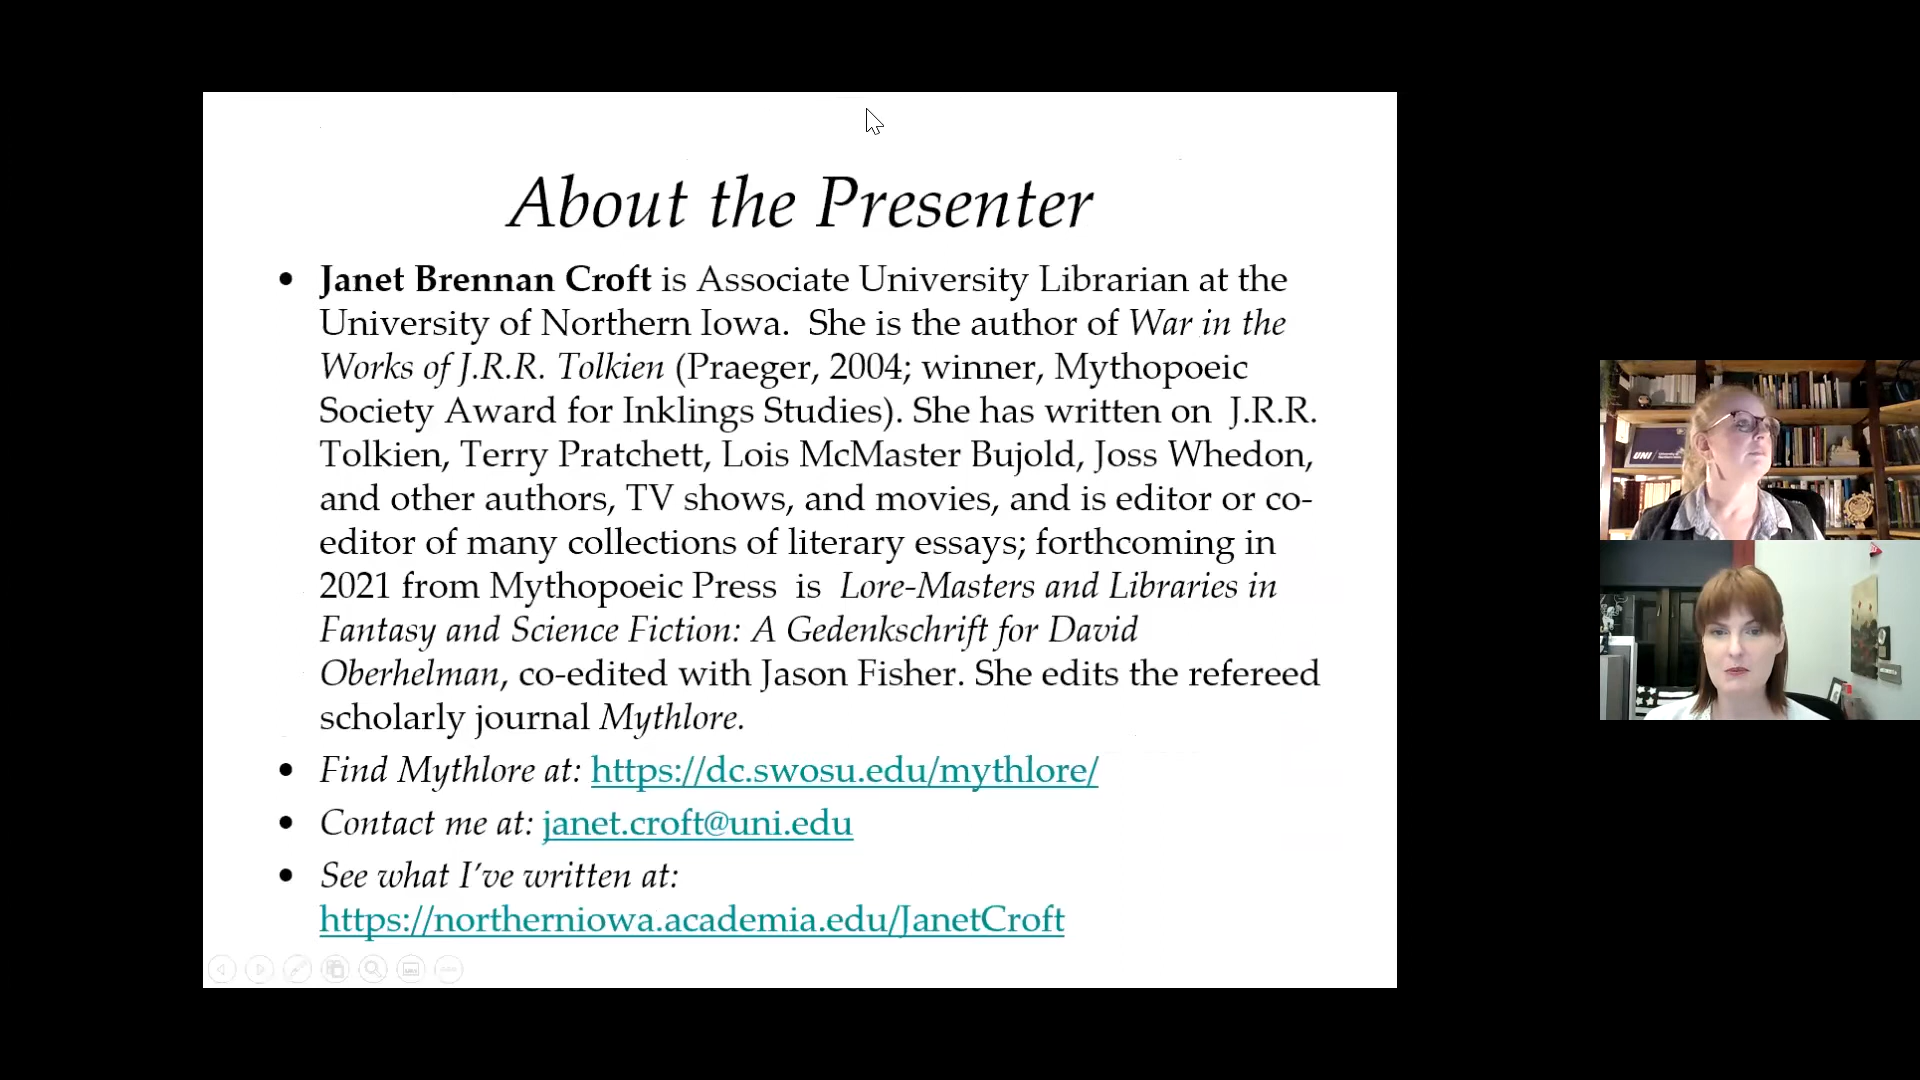 About the Presenter
• Janet Brennan Croft is Associate University Librarian at the
University of Northern Iowa.  She is the author of War in the
Works of J.R.R. Tolkien (Praeger, 2004; winner, Mythopoeic
Society Award for Inklings Studies). She has written on  J.R.R.
Tolkien, Terry Pratchett, Lois McMaster Bujold, Joss Whedon,
and other authors, TV shows, and movies, and is editor or co-
editor of many collections of literary essays; forthcoming in
2021 from Mythopoeic Press  is  Lore-Masters and Libraries in
Fantasy and Science Fiction: A Gedenkschrift for David
Oberhelman, co-edited with Jason Fisher. She edits the refereed
scholarly journal Mythlore.
• Find Mythlore at: https://dc.swosu.edu/mythlore/
• Contact me at: janet.croft@uni.edu
• See what I’ve written at:
https://northerniowa.academia.edu/JanetCroft
UNI